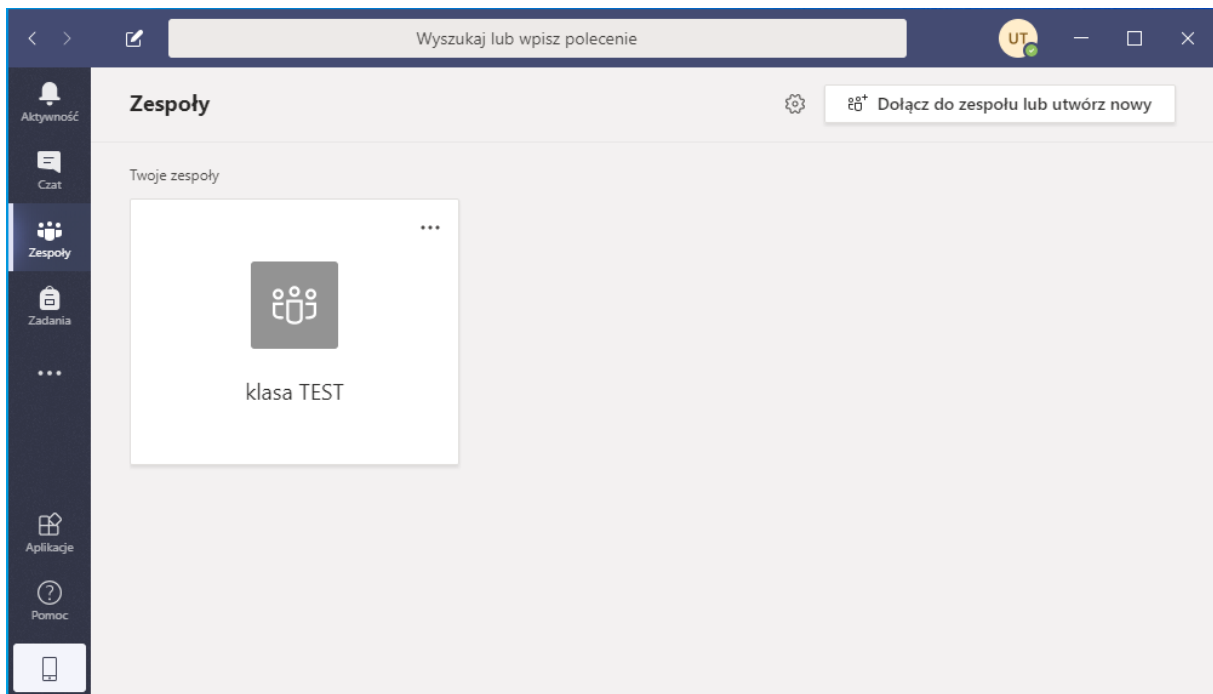 Wyszukaj lub wpisz polecenie
UT
Aktywność
Czat
Zespoły
Zadania
Aplikacje
Pomoc
Zespoły
Dołącz do zespołu lub utwórz nowy
Twoje zespoły
klasa TEST